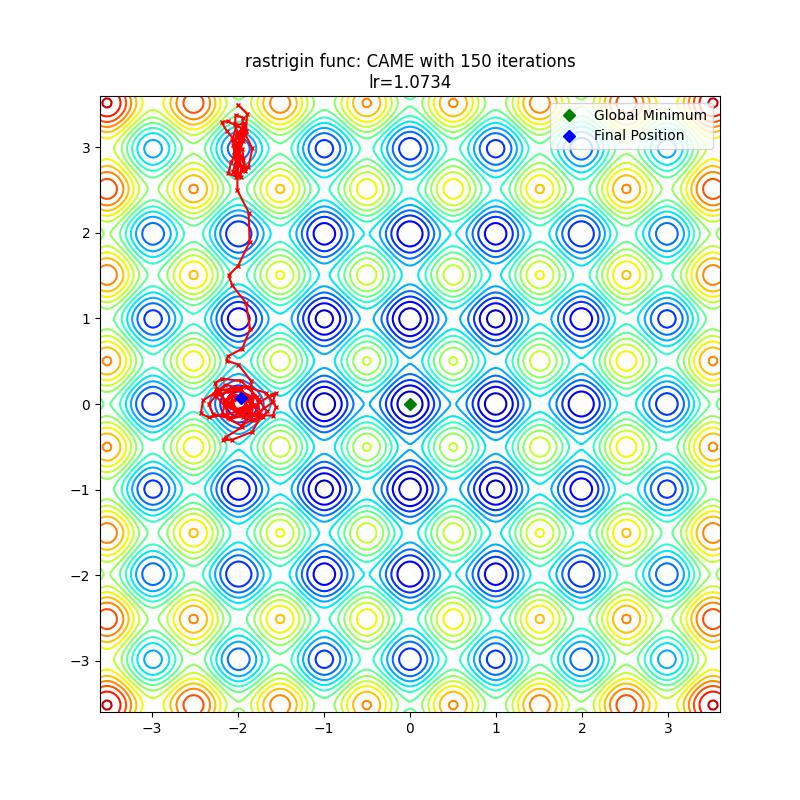 rastrigin func: CAME with 150 iterations
lr=1.0734
Global Minimum
Final Position
3
2
1
0
−1
−2
−3
−3 −2 −1 0 1 2 3